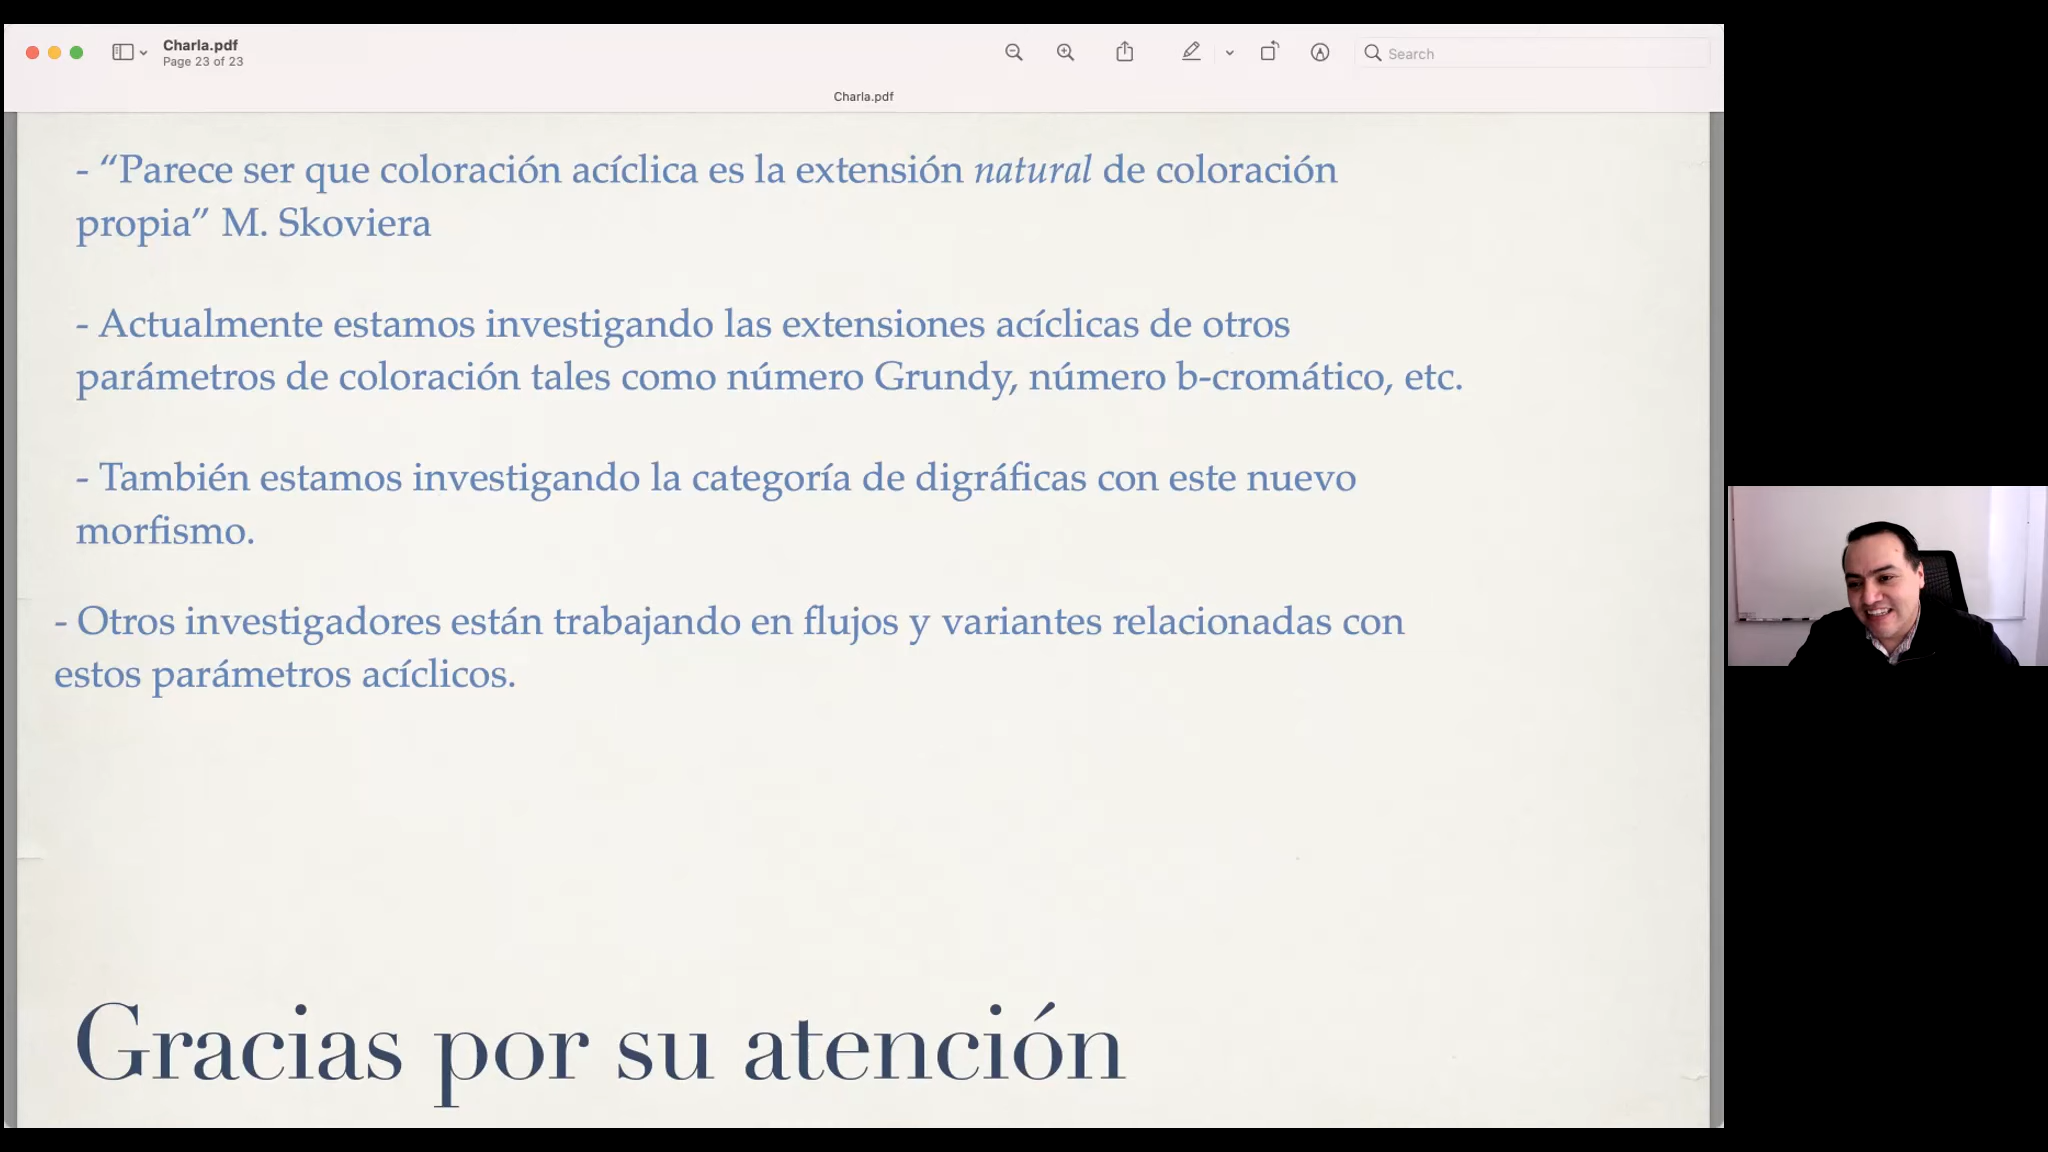 Charla.pdf
Page 23 of 23
Search
Charla.pdf
- “Parece ser que coloración acíclica es la extensión natural de coloración
propia” M. Skoviera
- Actualmente estamos investigando las extensiones acíclicas de otros
parámetros de coloración tales como número Grundy, número b-cromático, etc.
- También estamos investigando la categoría de digráficas con este nuevo
morfismo.
- Otros investigadores están trabajando en flujos y variantes relacionadas con
estos parámetros acíclicos.
Gracias por su atención